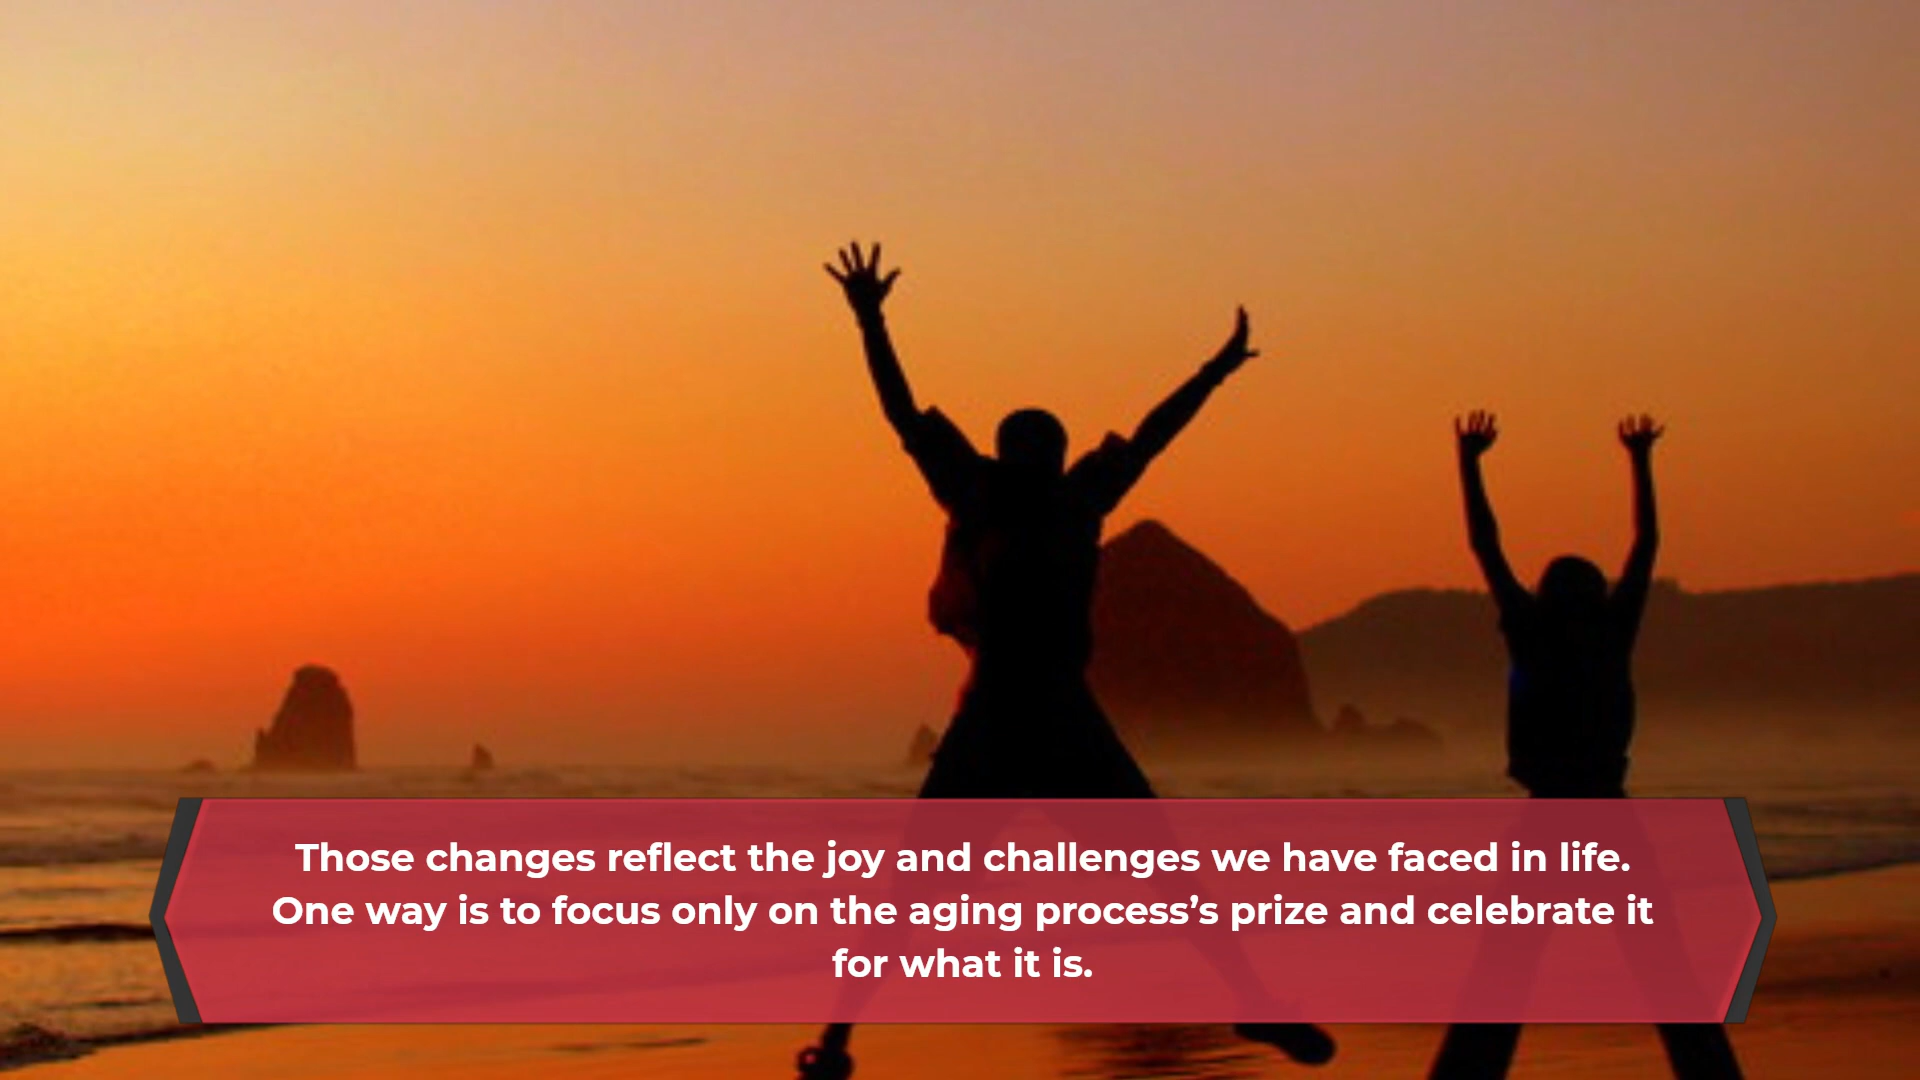 Those changes reflect the joy and challenges we have faced in life.
One way is to focus only on the aging process’s prize and celebrate it
for what it is.